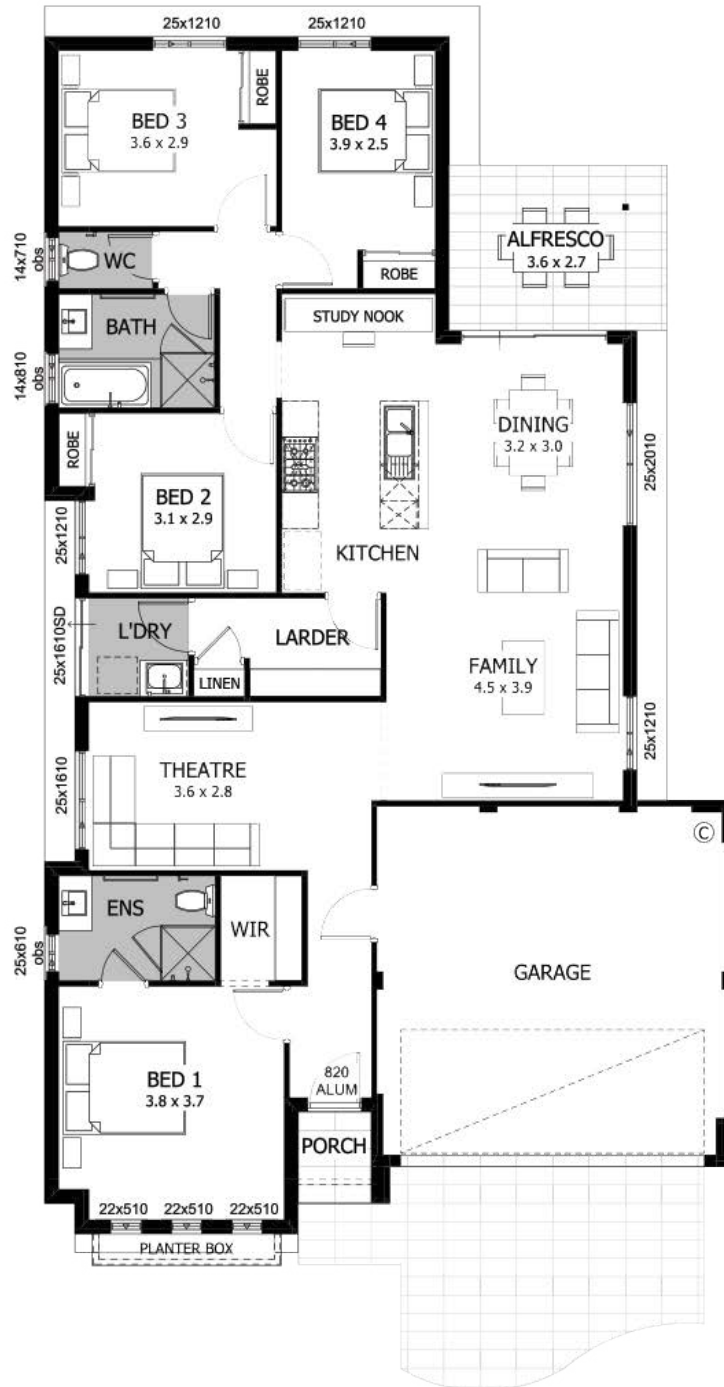 25x1210
25x1210
BED 3
3.6 x 2.9
ROBE
BED 4
3.9 x 2.5
ROBE
14x710
obs
WC
ALFRESCO
3.6 x 2.7
BATH
14x810
obs
STUDY NOOK
DINING
3.2 x 3.0
25x2010
ROBE
BED 2
3.1 x 2.9
25x1210
KITCHEN
25x1610SD
L'DRY
LINEN
LARDER
FAMILY
4.5 x 3.9
25x1210
THEATRE
3.6 x 2.8
25x1610
C
ENS
25x610
obs
WIR
GARAGE
BED 1
3.8 x 3.7
820
ALUM
PORCH
22x510
22x510
22x510
PLANTER BOX